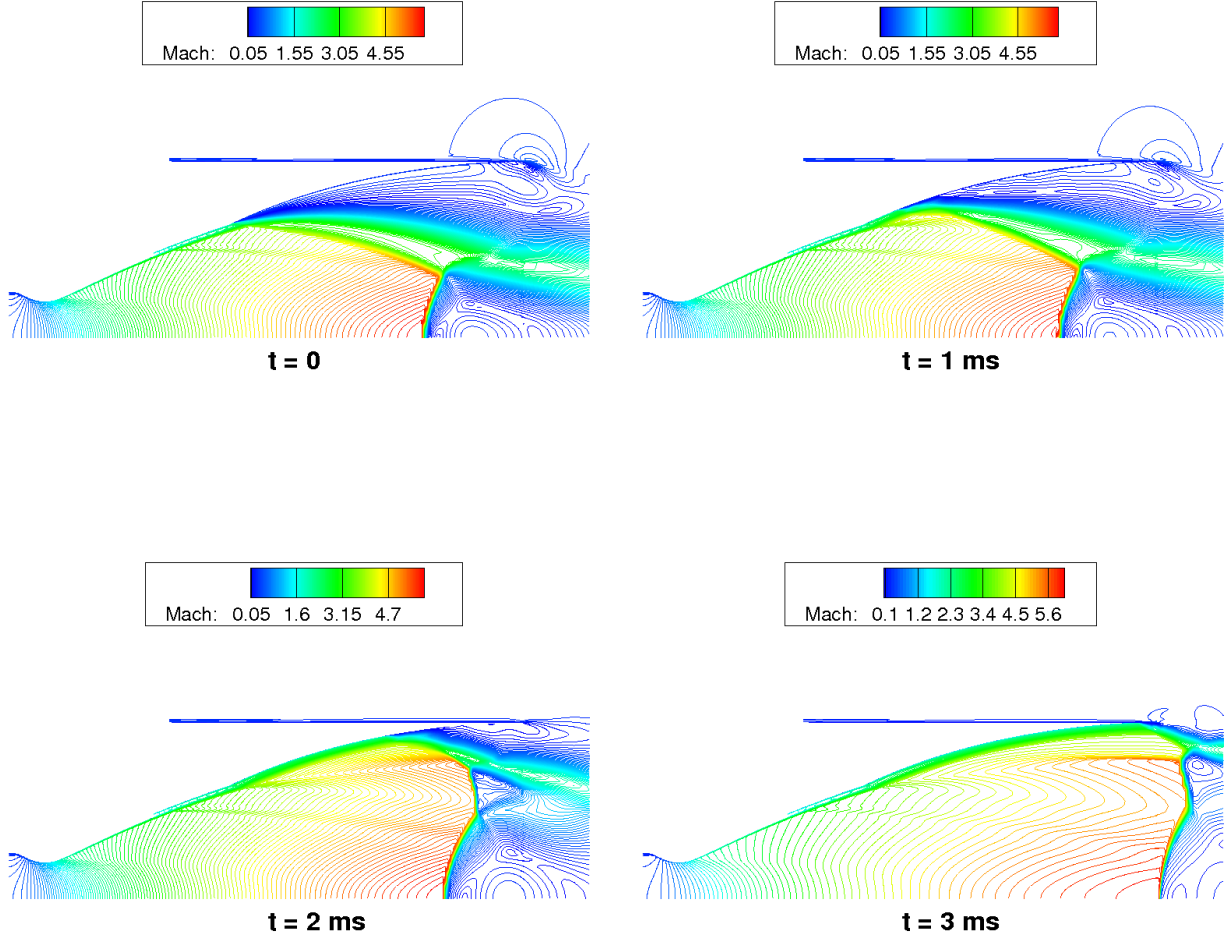 Mach: 0.05 1.55 3.05 4.55
t = 0
Mach: 0.05 1.55 3.05 4.55
t = 1 ms
Mach: 0.05 1.6 3.15 4.7
t = 2 ms
Mach: 0.1 1.2 2.3 3.4 4.5 5.6
t = 3 ms